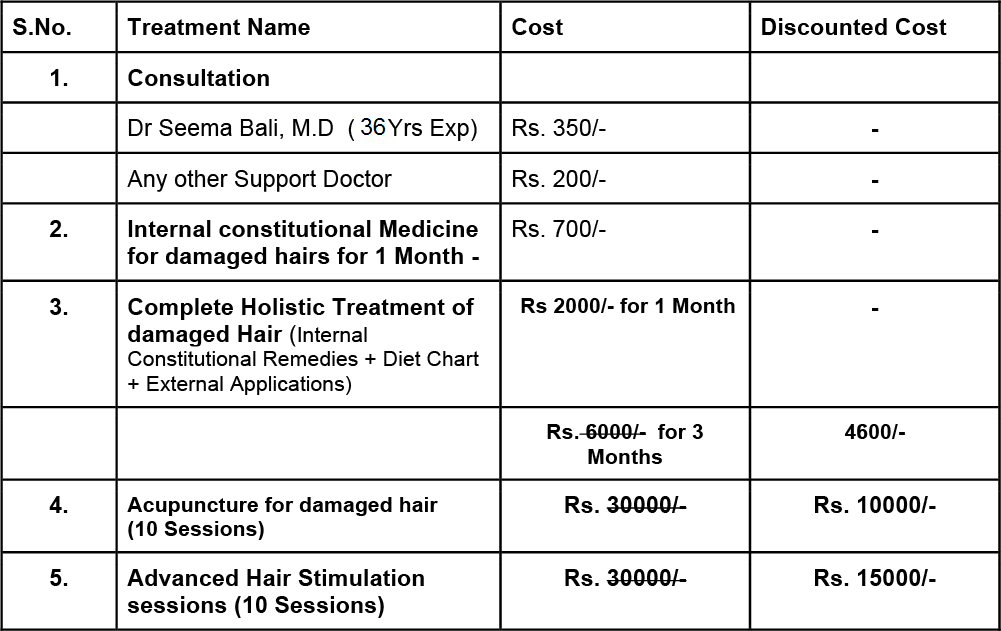 S.No. Treatment Name Cost Discounted Cost
1. Consultation
Dr Seema Bali, M.D ( 36Yrs Exp) Rs. 350/- -
Any other Support Doctor Rs. 200/- -
2. Internal constitutional Medicine Rs. 700/- -
for damaged hairs for 1 Month -
3. Complete Holistic Treatment of Rs 2000/- for 1 Month -
damaged Hair (Internal
Constitutional Remedies + Diet Chart
+ External Applications)
Rs. 6000/- for 3 4600/-
Months
4. Acupuncture for damaged hair Rs. 30000/- Rs. 10000/-
(10 Sessions)
5. Advanced Hair Stimulation Rs. 30000/- Rs. 15000/-
sessions (10 Sessions)